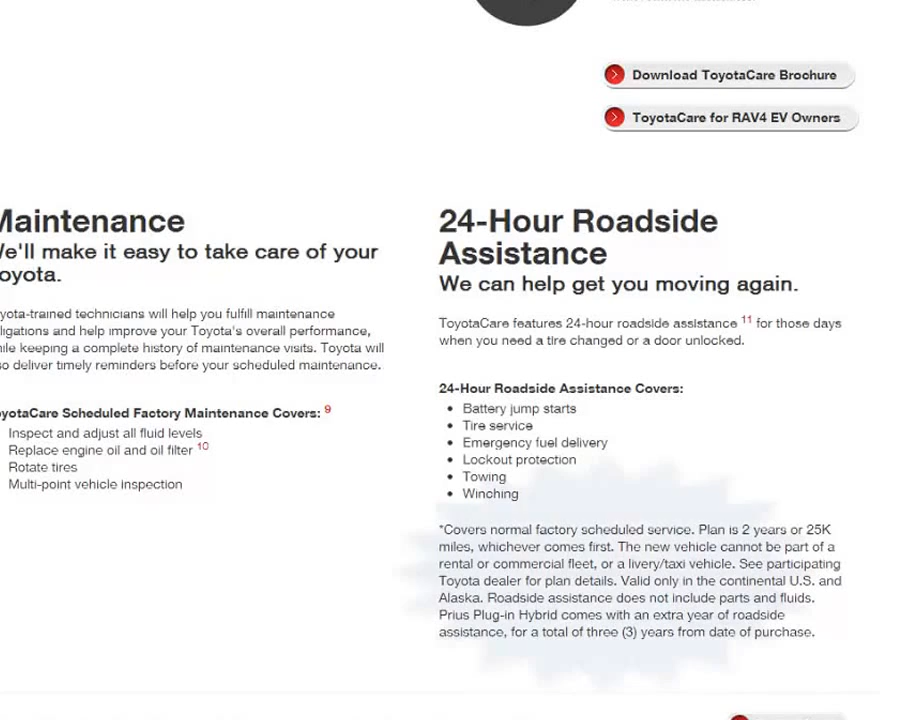 Download ToyotaCare Brochure
ToyotaCare for RAV4 EV Owners
Maintenance
We'll make it easy to take care of your
oyota.
yota-trained technicians will help you fulfill maintenance
ligations and help improve your Toyota's overall performance,
ile keeping a complete history of maintenance visits. Toyota will
so deliver timely reminders before your scheduled maintenance.
oyotaCare Scheduled Factory Maintenance Covers: 9
Inspect and adjust all fluid levels
Replace engine oil and oil filter 10
Rotate tires
Multi-point vehicle inspection
24-Hour Roadside
Assistance
We can help get you moving again.
ToyotaCare features 24-hour roadside assistance 11 for those days
when you need a tire changed or a door unlocked.
24-Hour Roadside Assistance Covers:
• Battery jump starts
• Tire service
• Emergency fuel delivery
• Lockout protection
• Towing
• Winching
*Covers normal factory scheduled service. Plan is 2 years or 25K
miles, whichever comes first. The new vehicle cannot be part of a
rental or commercial fleet, or a livery/taxi vehicle. See participating
Toyota dealer for plan details. Valid only in the continental U.S. and
Alaska. Roadside assistance does not include parts and fluids.
Prius Plug-in Hybrid comes with an extra year of roadside
assistance, for a total of three (3) years from date of purchase.